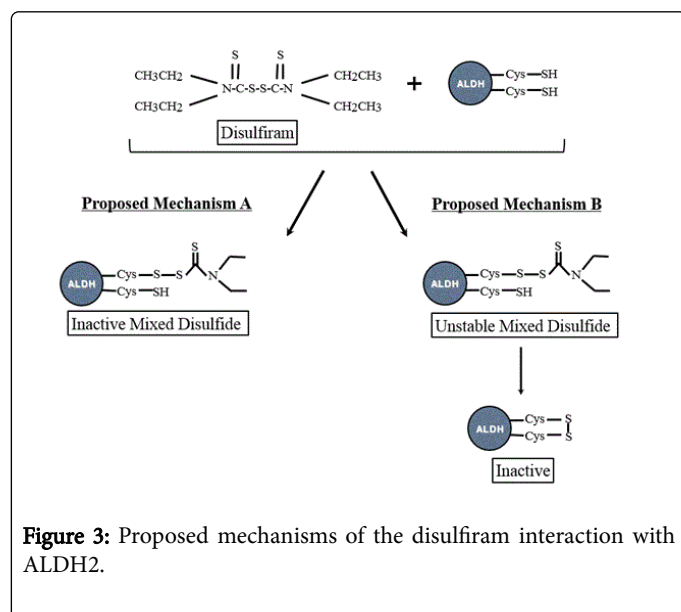 S S
CH3CH2 CH2CH3
N-C-S-S-C-N + ALDH Cys SH
CH3CH2 CH2CH3 Cys SH
Disulfiram
Proposed Mechanism A Proposed Mechanism B
S S
Cys S S N Cys S S N
ALDH ALDH
Cys SH Cys SH
Inactive Mixed Disulfide Unstable Mixed Disulfide
Cys S
ALDH
Cys S
Inactive
Figure 3: Proposed mechanisms of the disulfiram interaction with
ALDH2.